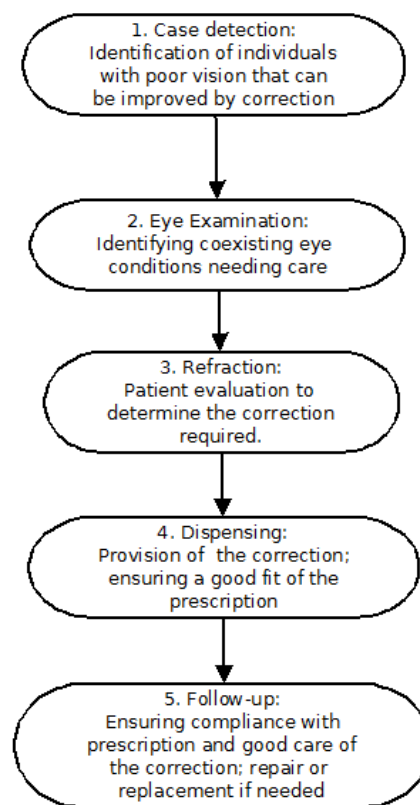 1. Case detection:
Identification of individuals
with poor vision that can
be improved by correction
2. Eye Examination:
Identifying coexisting eye
conditions needing care
3. Refraction:
Patient evaluation to
determine the correction
required.
4. Dispensing:
Provision of the correction;
ensuring a good fit of the
prescription
5. Follow-up:
Ensuring compliance with
prescription and good care of
the correction; repair or
replacement if needed